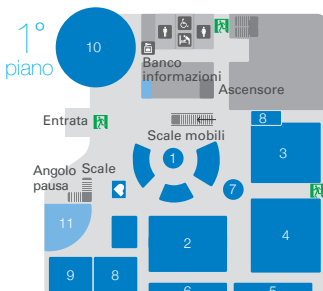 1°
piano
10
Banco
informazioni
Ascensore
Entrata
Scale mobili
8
3
1
Angolo
pausa
Scale
7
11
2
4
9
8
6
5